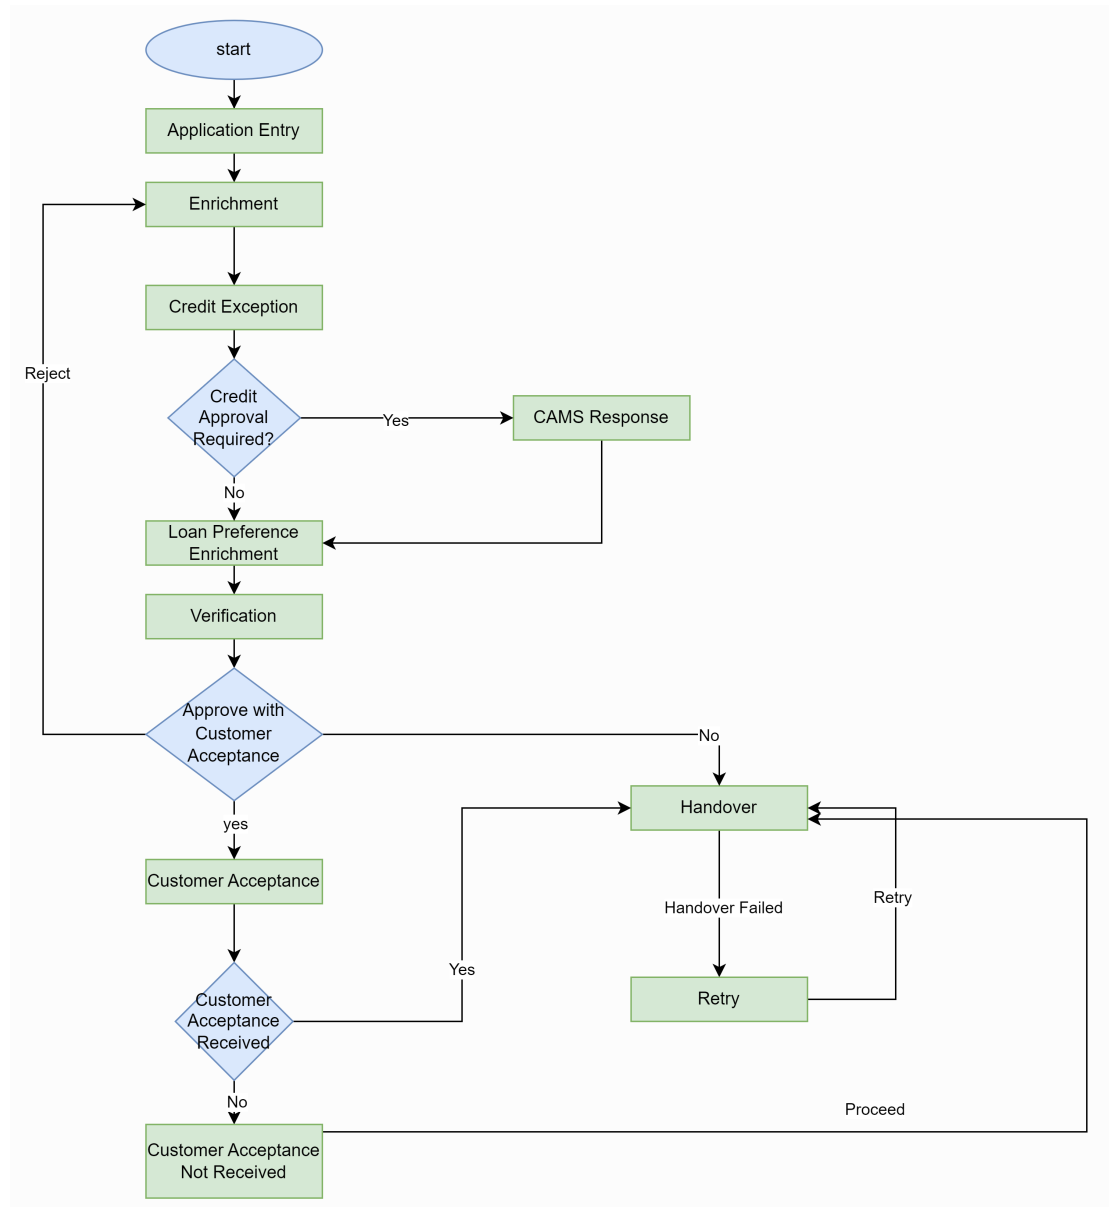 start
Application Entry
Enrichment
Credit Exception
Reject
Credit
Approval
Required?
Yes
CAMS Response
No
Loan Preference
Enrichment
Verification
Approve with
Customer
Acceptance
No
Handover
yes
Customer Acceptance
Handover Failed
Retry
Yes
Customer
Acceptance
Received
Retry
No
Proceed
Customer Acceptance
Not Received